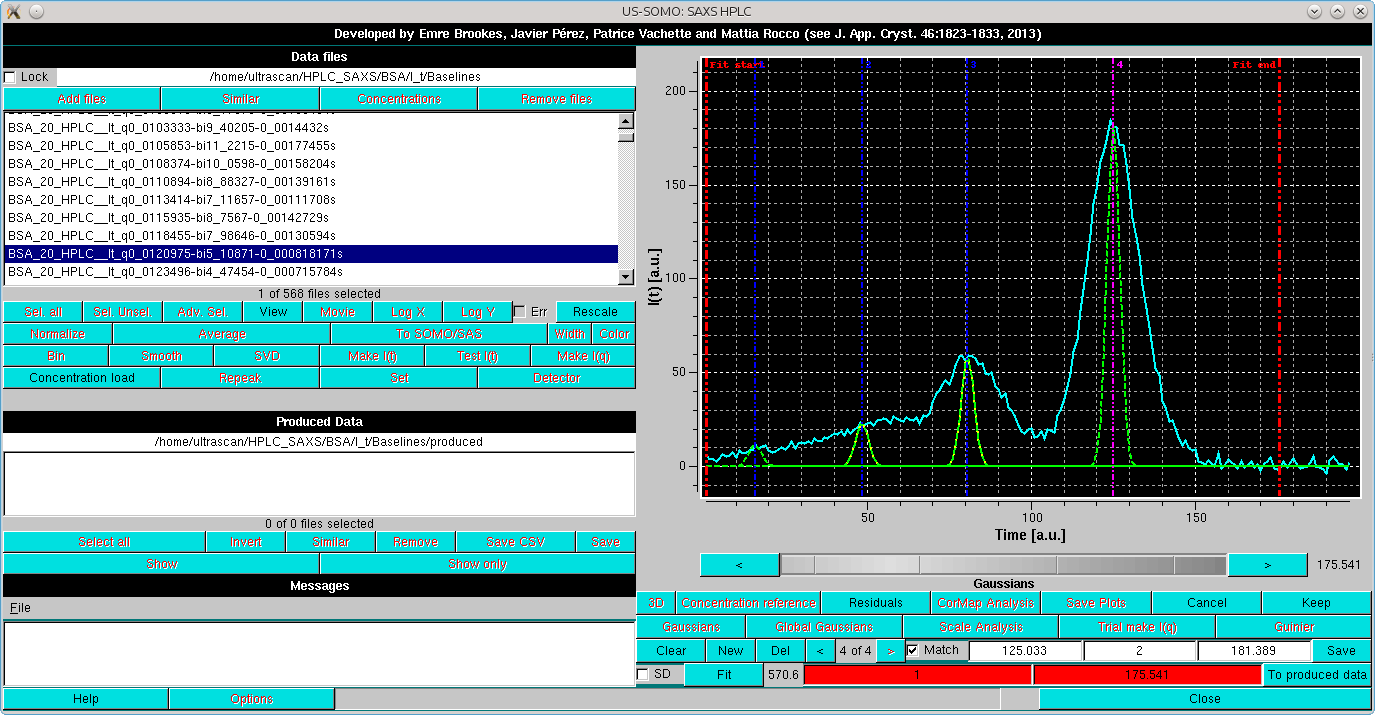 US-SOMO: SAXS HPLC
Developed by Emre Brookes, Javier Pérez, Patrice Vachette and Mattia Rocco (see J. App. Cryst. 46:1823-1833, 2013)
Data files
Lock /home/ultrascan/HPLC_SAXS/BSA/I_t/Baselines
Add files Similar Concentrations Remove files
BSA_20_HPLC__It_q0_0103333-bi9_40205-0_0014432s
BSA_20_HPLC__It_q0_0105853-bi11_2215-0_00177455s
BSA_20_HPLC__It_q0_0108374-bi10_0598-0_00158204s
BSA_20_HPLC__It_q0_0110894-bi8_88327-0_00139161s
BSA_20_HPLC__It_q0_0113414-bi7_11657-0_00111708s
BSA_20_HPLC__It_q0_0115935-bi8_7567-0_00142729s
BSA_20_HPLC__It_q0_0118455-bi7_98646-0_00130594s
BSA_20_HPLC__It_q0_0120975-bi5_10871-0_000818171s
BSA_20_HPLC__It_q0_0123496-bi4_47454-0_000715784s
1 of 568 files selected
Sel. all Sel. Unsel. Adv. Sel. View Movie Log X Log Y Err Rescale
Normalize Average To SOMO/SAS Width Color
Bin Smooth SVD Make I(t) Test I(t) Make I(q)
Concentration load Repeak Set Detector
Produced Data
/home/ultrascan/HPLC_SAXS/BSA/I_t/Baselines/produced
0 of 0 files selected
Select all Invert Similar Remove Save CSV Save
Show Show only
Messages
File
Help Options
Fit start 2 3 4 Fit end
200
150
100
50
0
I(t) [a.u.]
50 100 150
Time [a.u.]
< > 175.541
Gaussians
3D Concentration reference Residuals CorMap Analysis Save Plots Cancel Keep
Gaussians Global Gaussians Scale Analysis Trial make I(q) Guinier
Clear New Del < 4 of 4 > Match 125.033 2 181.389 Save
SD Fit 570.6 1 175.541 To produced data
Close